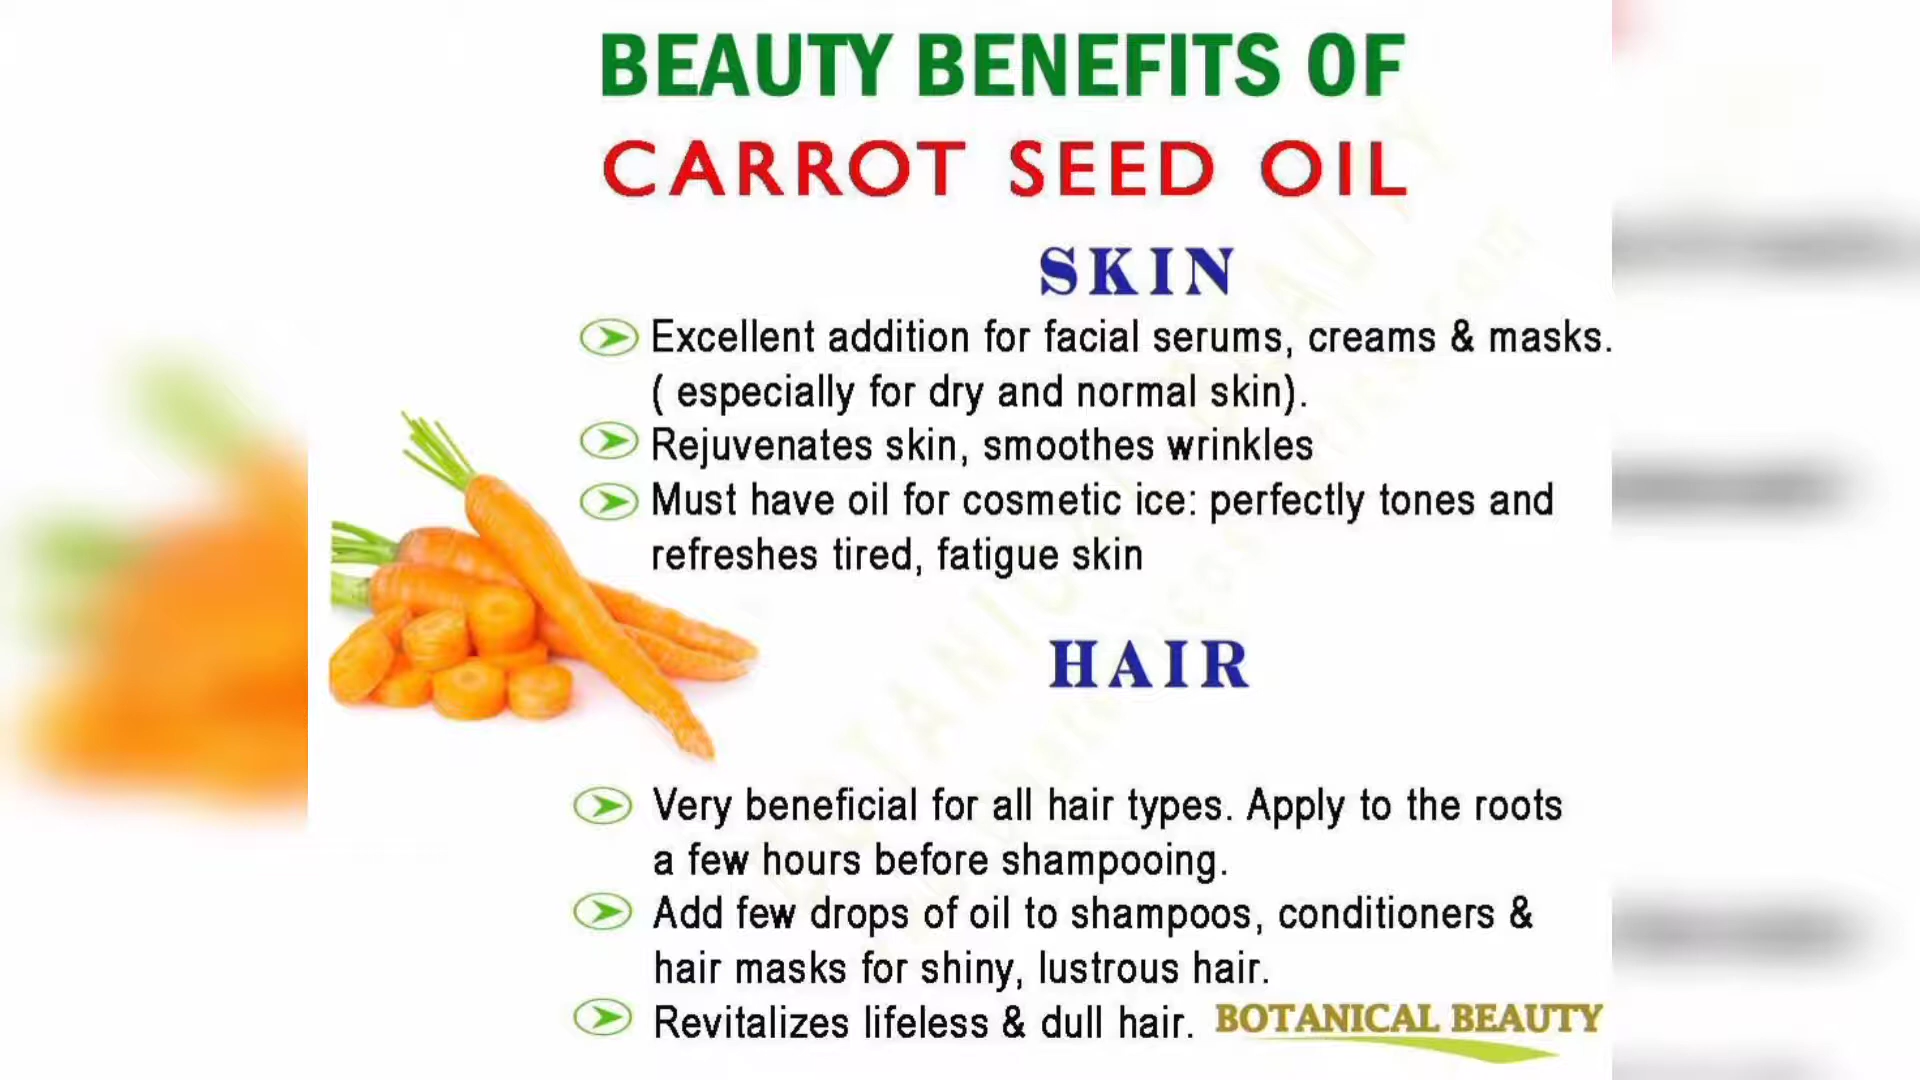 BEAUTY BENEFITS OF
CARROT SEED OIL
SKIN
Excellent addition for facial serums, creams & masks.
( especially for dry and normal skin).
Rejuvenates skin, smoothes wrinkles
Must have oil for cosmetic ice: perfectly tones and
refreshes tired, fatigue skin
HAIR
Very beneficial for all hair types. Apply to the roots
a few hours before shampooing.
Add few drops of oil to shampoos, conditioners &
hair masks for shiny, lustrous hair.
Revitalizes lifeless & dull hair.
BOTANICAL BEAUTY
BOTANICAL BEAUTY